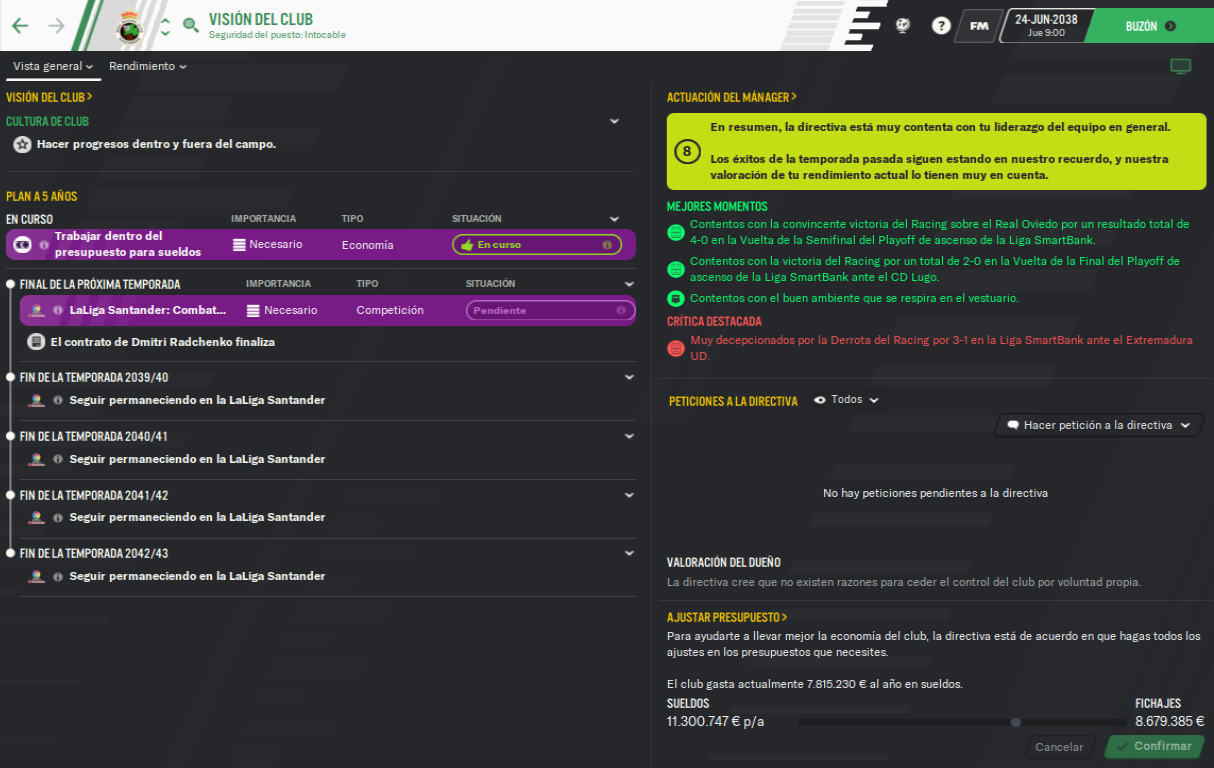 VISIÓN DEL CLUB
Seguridad del puesto: Intocable
?
FM
24-JUN-2038
Jue 9:00
BUZÓN
Vista general
Rendimiento
VISIÓN DEL CLUB >
CULTURA DE CLUB
Hacer progresos dentro y fuera del campo.
PLAN A 5 AÑOS
EN CURSO IMPORTANCIA TIPO SITUACIÓN
Trabajar dentro del
presupuesto para sueldos
Necesario Economía En curso
FINAL DE LA PRÓXIMA TEMPORADA IMPORTANCIA TIPO SITUACIÓN
LaLiga Santander: Combat... Necesario Competición Pendiente
El contrato de Dmitri Radchenko finaliza
FIN DE LA TEMPORADA 2039/40
Seguir permaneciendo en la LaLiga Santander
FIN DE LA TEMPORADA 2040/41
Seguir permaneciendo en la LaLiga Santander
FIN DE LA TEMPORADA 2041/42
Seguir permaneciendo en la LaLiga Santander
FIN DE LA TEMPORADA 2042/43
Seguir permaneciendo en la LaLiga Santander
ACTUACIÓN DEL MÁNAGER >
8
En resumen, la directiva está muy contenta con tu liderazgo del equipo en general.
Los éxitos de la temporada pasada siguen estando en nuestro recuerdo, y nuestra
valoración de tu rendimiento actual lo tienen muy en cuenta.
MEJORES MOMENTOS
Contentos con la convincente victoria del Racing sobre el Real Oviedo por un resultado total de
4-0 en la Vuelta de la Semifinal del Playoff de ascenso de la Liga SmartBank.
Contentos con la victoria del Racing por un total de 2-0 en la Vuelta de la Final del Playoff de
ascenso de la Liga SmartBank ante el CD Lugo.
Contentos con el buen ambiente que se respira en el vestuario.
CRÍTICA DESTACADA
Muy decepcionados por la Derrota del Racing por 3-1 en la Liga SmartBank ante el Extremadura
UD.
PETICIONES A LA DIRECTIVA Todos
Hacer petición a la directiva
No hay peticiones pendientes a la directiva
VALORACIÓN DEL DUEÑO
La directiva cree que no existen razones para ceder el control del club por voluntad propia.
AJUSTAR PRESUPUESTO >
Para ayudarte a llevar mejor la economía del club, la directiva está de acuerdo en que hagas todos los
ajustes en los presupuestos que necesites.
El club gasta actualmente 7.815.230 € al año en sueldos.
SUELDOS FICHAJES
11.300.747 € p/a 8.679.385 €
Cancelar Confirmar